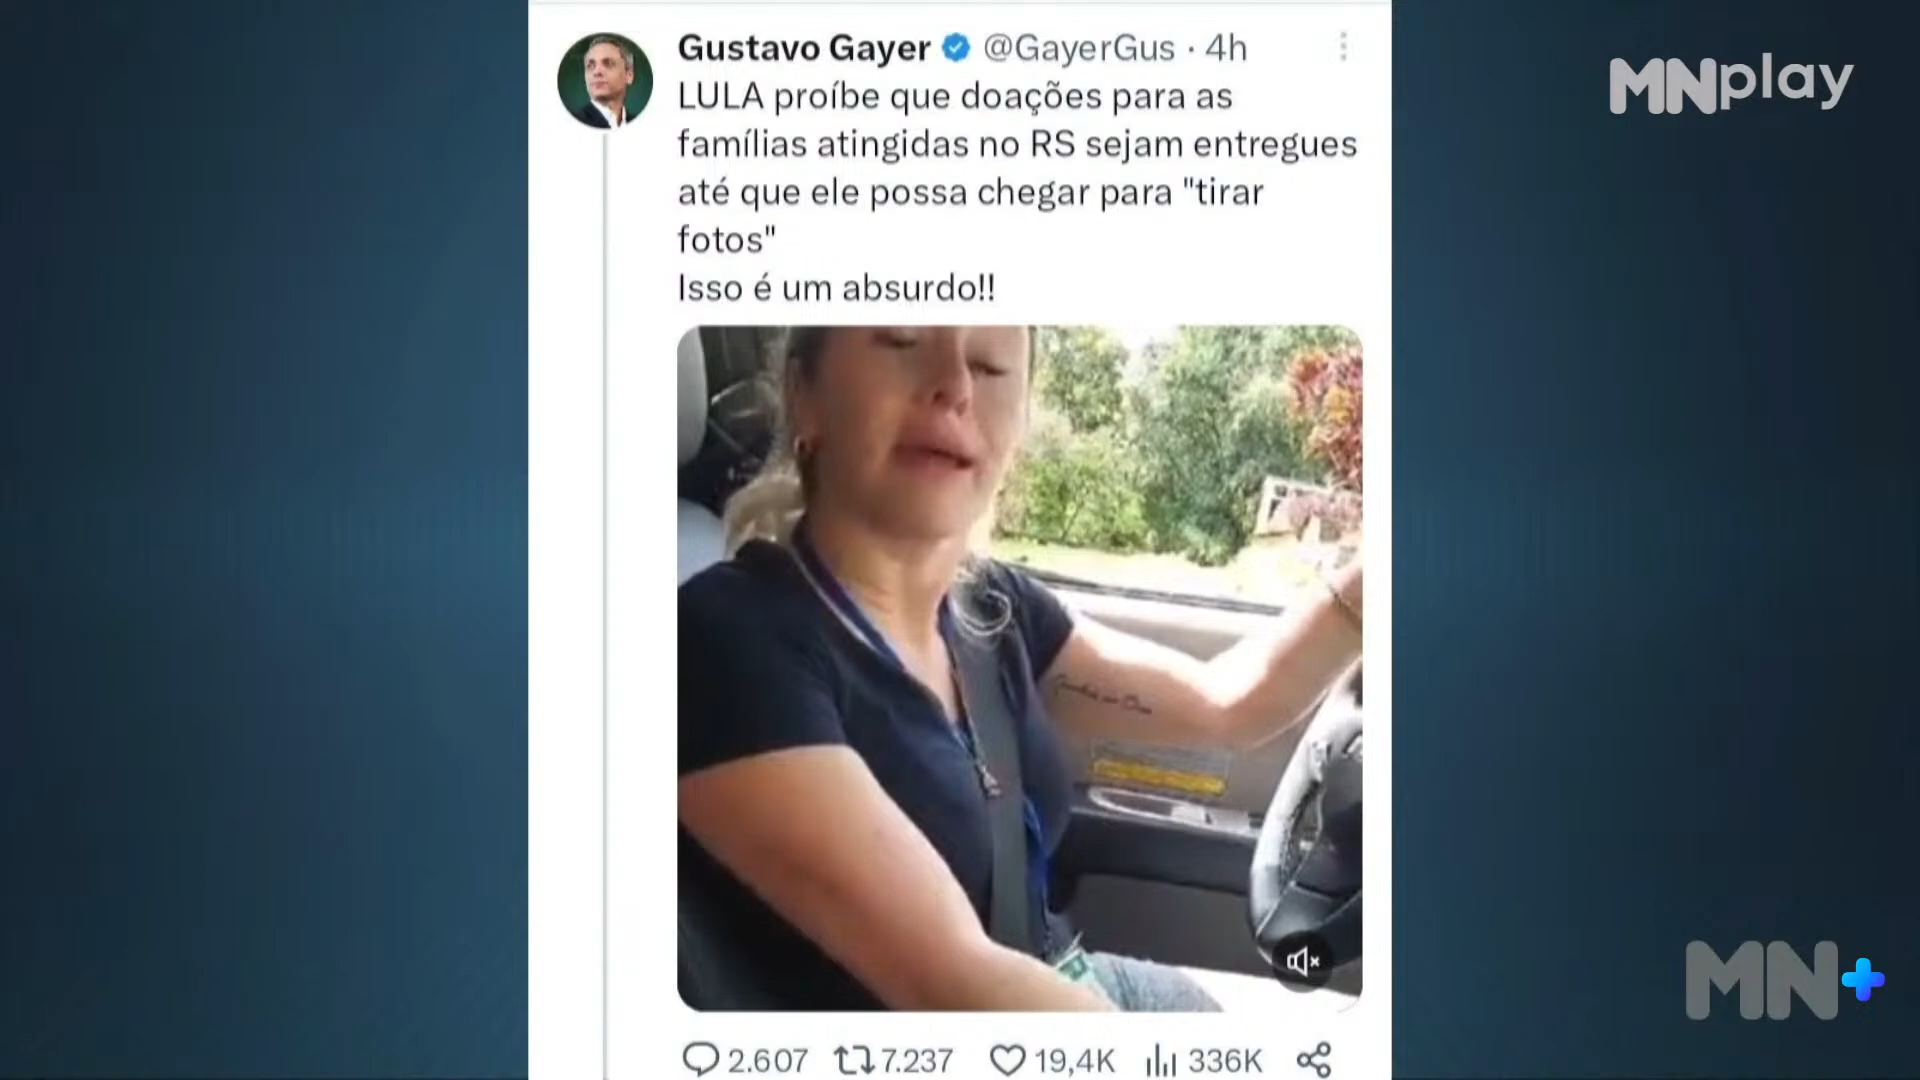 Gustavo Gayer @GayerGus · 4h
LULA proíbe que doações para as
famílias atingidas no RS sejam entregues
até que ele possa chegar para "tirar
fotos"
Isso é um absurdo!!
2.607 7.237 19,4K 336K
MNplay
MN+